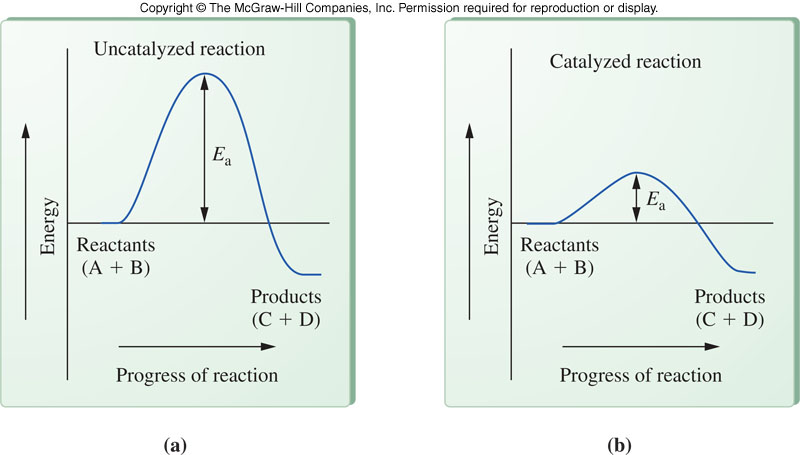 Copyright © The McGraw-Hill Companies, Inc. Permission required for reproduction or display.
Uncatalyzed reaction
Energy
Eₐ
Reactants
(A + B)
Products
(C + D)
Progress of reaction
(a)
Catalyzed reaction
Energy
Eₐ
Reactants
(A + B)
Products
(C + D)
Progress of reaction
(b)